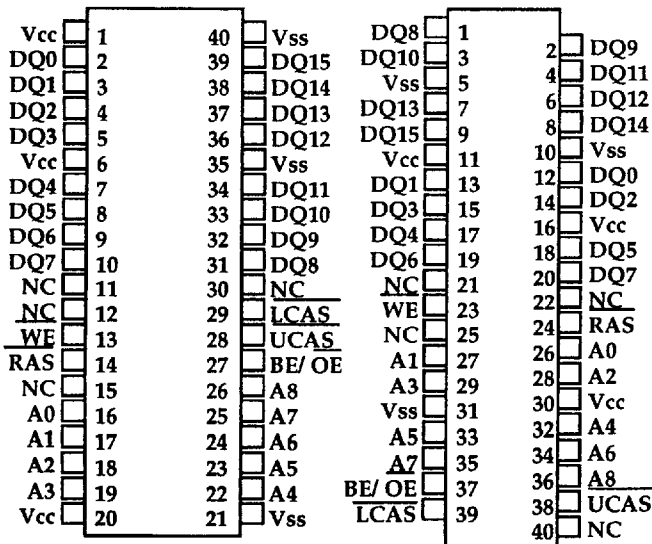 Vcc 1 40 Vss
DQ0 2 39 DQ15
DQ1 3 38 DQ14
DQ2 4 37 DQ13
DQ3 5 36 DQ12
Vcc 6 35 Vss
DQ4 7 34 DQ11
DQ5 8 33 DQ10
DQ6 9 32 DQ9
DQ7 10 31 DQ8
NC 11 30 NC
NC 12 29 LCAS
WE 13 28 UCAS
RAS 14 27 BE/ OE
NC 15 26 A8
A0 16 25 A7
A1 17 24 A6
A2 18 23 A5
A3 19 22 A4
Vcc 20 21 Vss
DQ8 1
2 DQ9
DQ10 3
4 DQ11
Vss 5
6 DQ12
DQ13 7
8 DQ14
DQ15 9
10 Vss
Vcc 11
12 DQ0
DQ1 13
14 DQ2
DQ3 15
16 Vcc
DQ4 17
18 DQ5
DQ6 19
20 DQ7
NC 21
22 NC
WE 23
24 RAS
NC 25
26 A0
A1 27
28 A2
A3 29
30 Vcc
Vss 31
32 A4
A5 33
34 A6
A7 35
36 A8
BE/ OE 37
38 UCAS
LCAS 39
40 NC